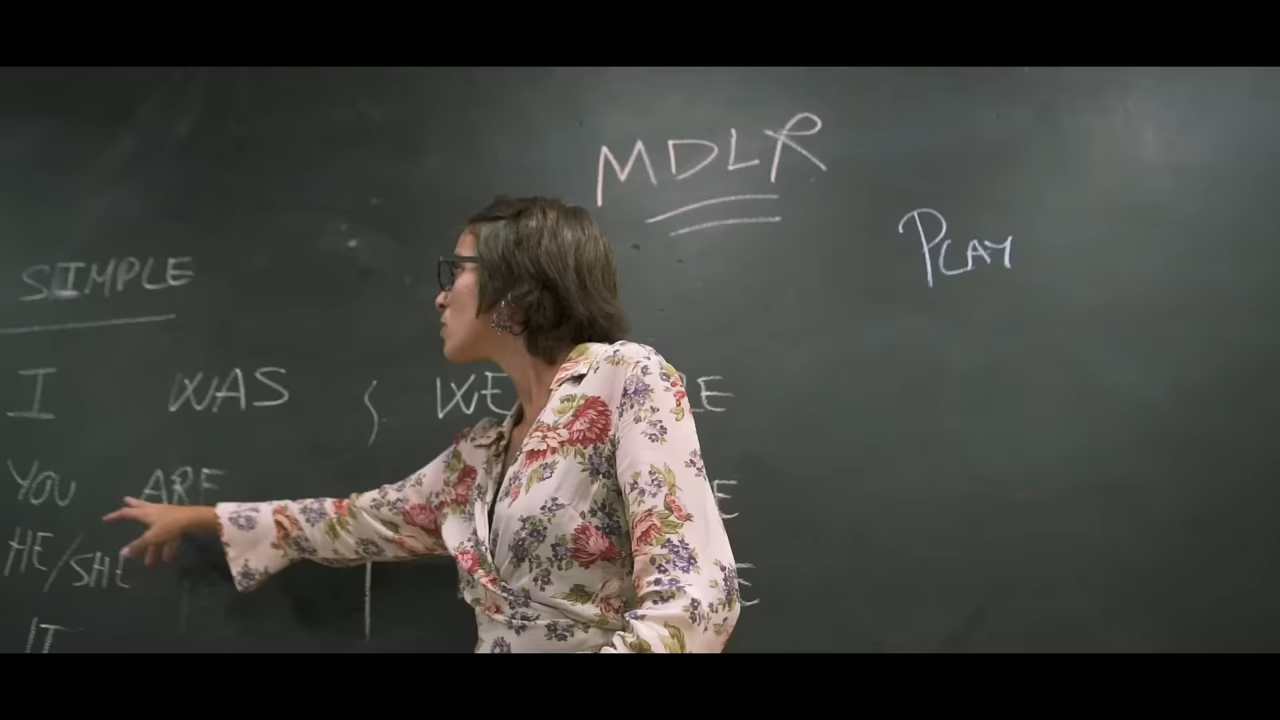 MDLR
PLAY
SIMPLE
I WAS { WE
YOU ARE
HE/SHE
IT